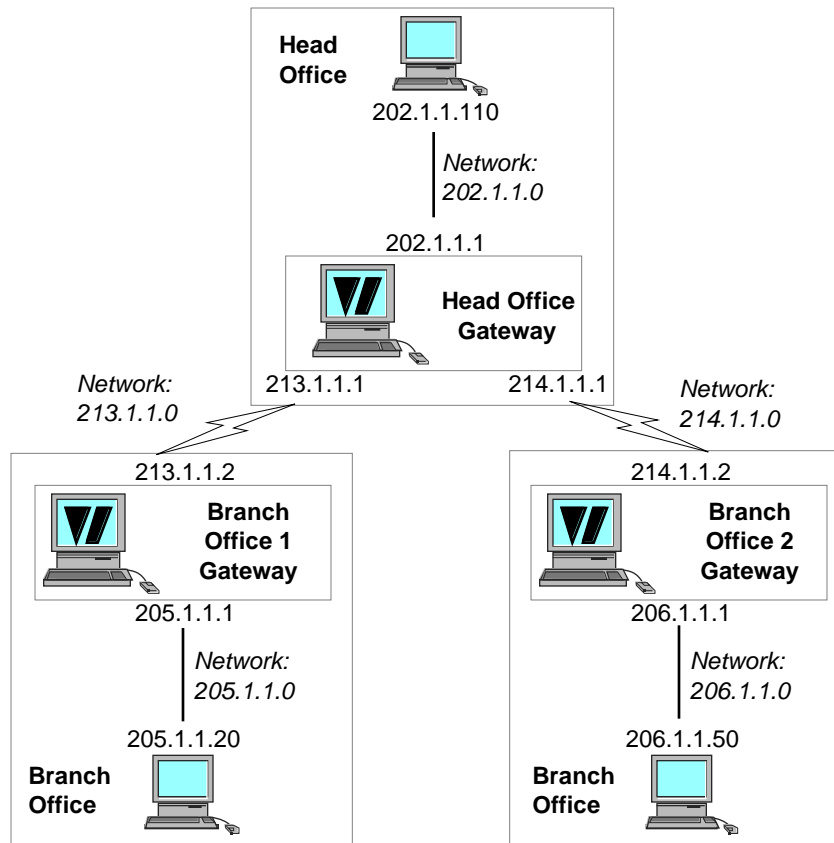 Head
Office
202.1.1.110
Network:
202.1.1.0
202.1.1.1
Head Office
Gateway
213.1.1.1
214.1.1.1
Network:
213.1.1.0
Network:
214.1.1.0
213.1.1.2
Branch
Office 1
Gateway
205.1.1.1
Network:
205.1.1.0
205.1.1.20
Branch
Office
214.1.1.2
Branch
Office 2
Gateway
206.1.1.1
Network:
206.1.1.0
206.1.1.50
Branch
Office